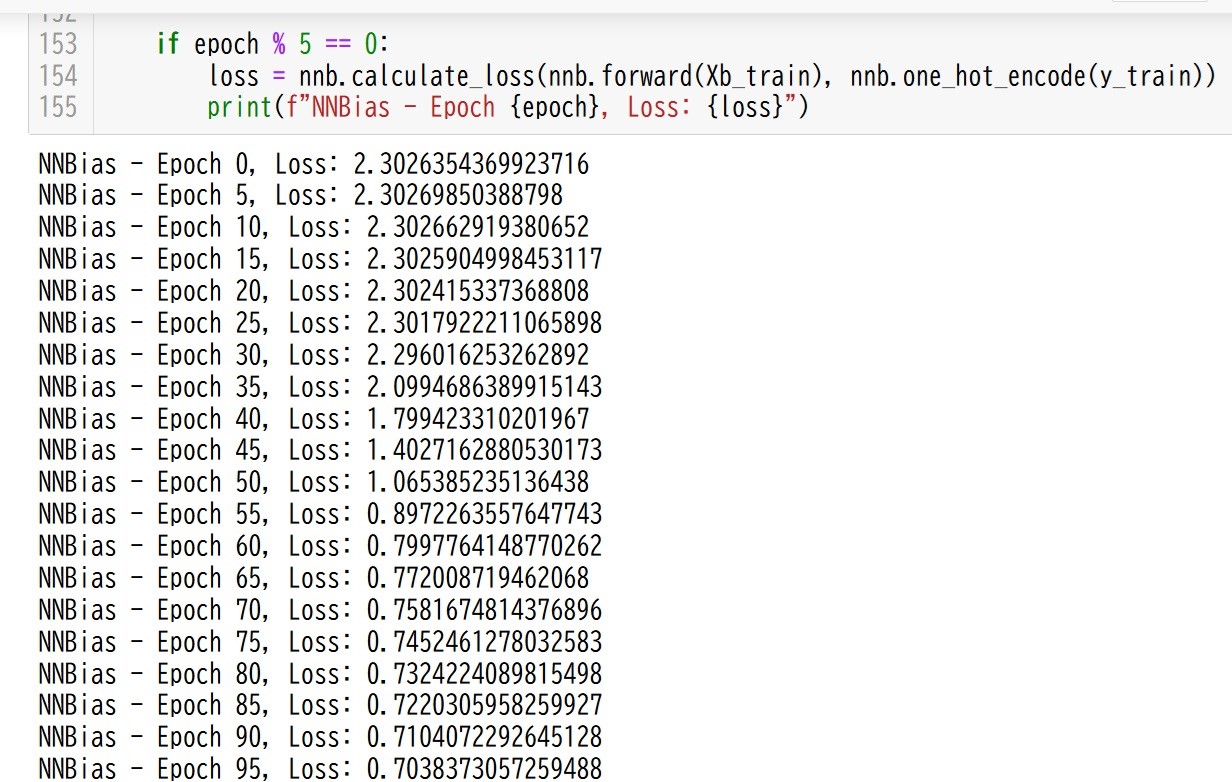 152
153 if epoch % 5 == 0:
154 loss = nnb.calculate_loss(nnb.forward(Xb_train), nnb.one_hot_encode(y_train))
155 print(f"NNBias - Epoch {epoch}, Loss: {loss}")
NNBias - Epoch 0, Loss: 2.3026354369923716
NNBias - Epoch 5, Loss: 2.30269850388798
NNBias - Epoch 10, Loss: 2.302662919380652
NNBias - Epoch 15, Loss: 2.3025904998453117
NNBias - Epoch 20, Loss: 2.302415337368808
NNBias - Epoch 25, Loss: 2.3017922211065898
NNBias - Epoch 30, Loss: 2.296016253262892
NNBias - Epoch 35, Loss: 2.0994686389915143
NNBias - Epoch 40, Loss: 1.799423310201967
NNBias - Epoch 45, Loss: 1.4027162880530173
NNBias - Epoch 50, Loss: 1.065385235136438
NNBias - Epoch 55, Loss: 0.8972263557647743
NNBias - Epoch 60, Loss: 0.7997764148770262
NNBias - Epoch 65, Loss: 0.772008719462068
NNBias - Epoch 70, Loss: 0.7581674814376896
NNBias - Epoch 75, Loss: 0.7452461278032583
NNBias - Epoch 80, Loss: 0.7324224089815498
NNBias - Epoch 85, Loss: 0.7220305958259927
NNBias - Epoch 90, Loss: 0.7104072292645128
NNBias - Epoch 95, Loss: 0.7038373057259488